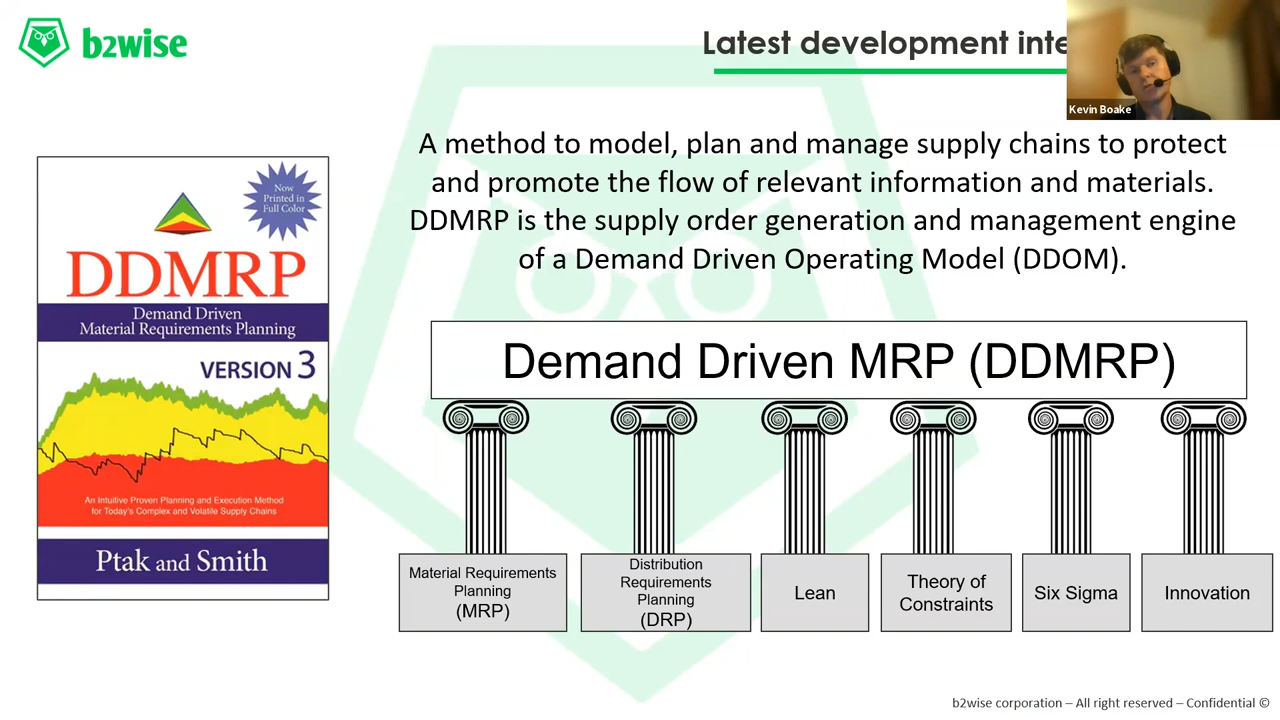 b2wise
Latest development inte
Kevin Boake
A method to model, plan and manage supply chains to protect
and promote the flow of relevant information and materials.
DDMRP is the supply order generation and management engine
of a Demand Driven Operating Model (DDOM).
Now
Printed in
Full Color
DDMRP
Demand Driven
Material Requirements Planning
VERSION 3
An Intuitive Proven Planning and Execution Method
for Today's Complex and Volatile Supply Chains
Ptak and Smith
Demand Driven MRP (DDMRP)
Material Requirements
Planning
(MRP)
Distribution
Requirements
Planning
(DRP)
Lean
Theory of
Constraints
Six Sigma
Innovation
b2wise corporation – All right reserved – Confidential ©